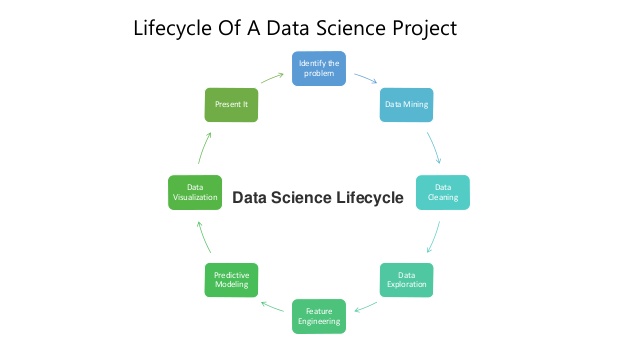 Lifecycle Of A Data Science Project
Identify the
problem
Data Mining
Data
Cleaning
Data
Exploration
Feature
Engineering
Predictive
Modeling
Data
Visualization
Present It
Data Science Lifecycle